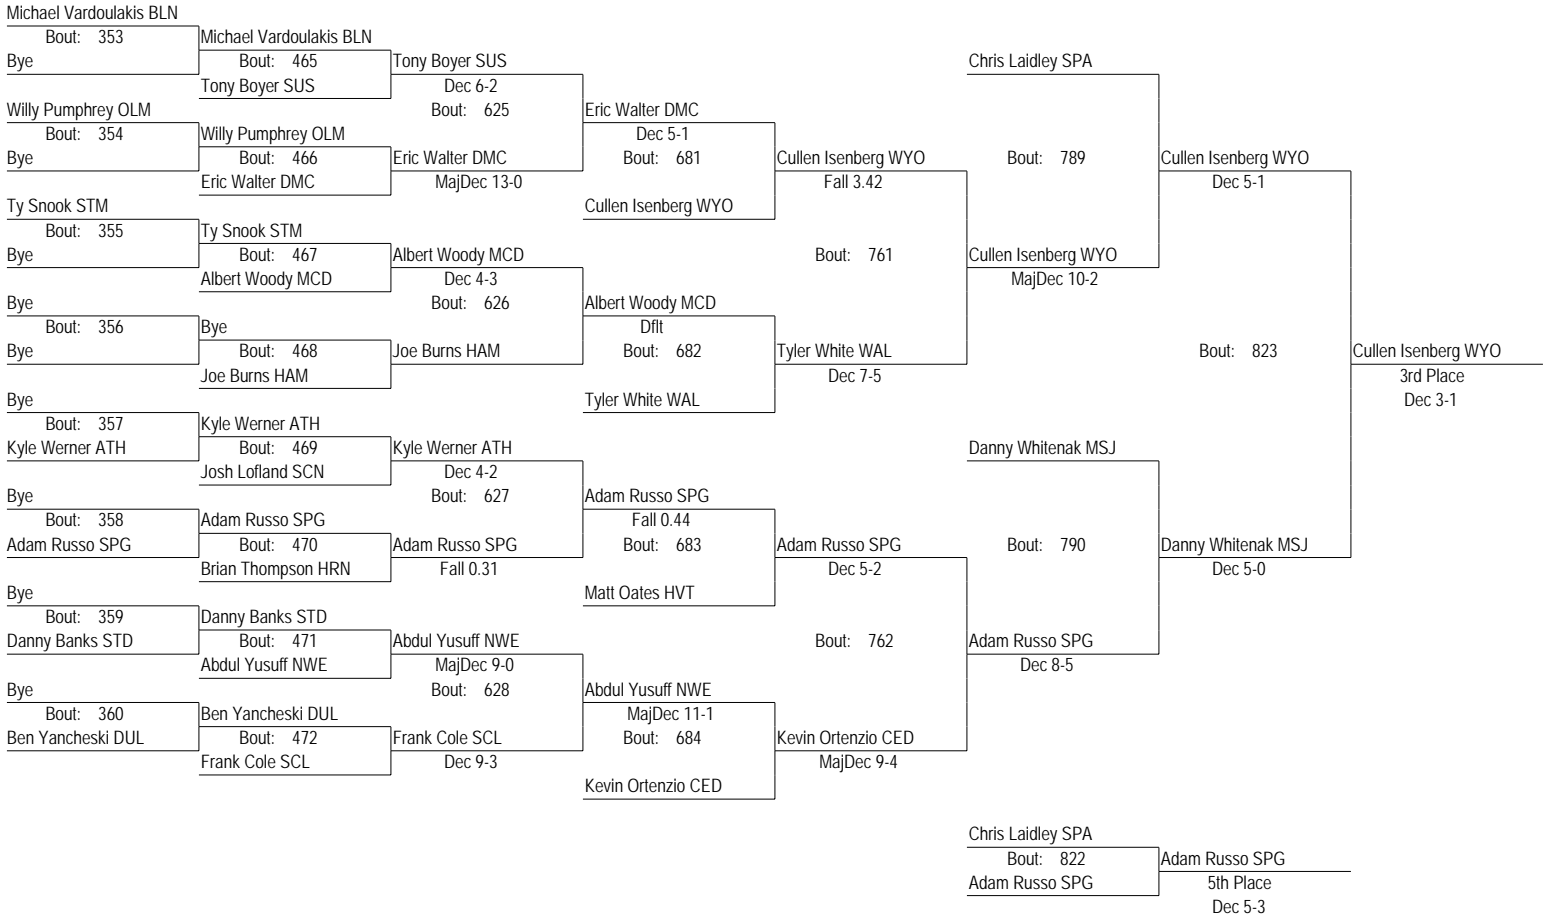 Michael Vardoulakis BLN
Bout: 353
Bye
Willy Pumphrey OLM
Bout: 354
Bye
Ty Snook STM
Bout: 355
Bye
Bye
Bout: 356
Bye
Bye
Bout: 357
Kyle Werner ATH
Bye
Bout: 358
Adam Russo SPG
Bye
Bout: 359
Danny Banks STD
Bye
Bout: 360
Ben Yancheski DUL
Michael Vardoulakis BLN
Bout: 465
Tony Boyer SUS
Willy Pumphrey OLM
Bout: 466
Eric Walter DMC
Ty Snook STM
Bout: 467
Albert Woody MCD
Bye
Bout: 468
Joe Burns HAM
Kyle Werner ATH
Bout: 469
Josh Lofland SCN
Adam Russo SPG
Bout: 470
Brian Thompson HRN
Danny Banks STD
Bout: 471
Abdul Yusuff NWE
Ben Yancheski DUL
Bout: 472
Frank Cole SCL
Tony Boyer SUS
Dec 6-2
Bout: 625
Eric Walter DMC
MajDec 13-0
Albert Woody MCD
Dec 4-3
Bout: 626
Joe Burns HAM
Kyle Werner ATH
Dec 4-2
Bout: 627
Adam Russo SPG
Fall 0.31
Abdul Yusuff NWE
MajDec 9-0
Bout: 628
Frank Cole SCL
Dec 9-3
Eric Walter DMC
Dec 5-1
Bout: 681
Cullen Isenberg WYO
Albert Woody MCD
Dflt
Bout: 682
Tyler White WAL
Adam Russo SPG
Fall 0.44
Bout: 683
Matt Oates HVT
Abdul Yusuff NWE
MajDec 11-1
Bout: 684
Kevin Ortenzio CED
Cullen Isenberg WYO
Fall 3.42
Bout: 761
Tyler White WAL
Dec 7-5
Adam Russo SPG
Dec 5-2
Bout: 762
Kevin Ortenzio CED
MajDec 9-4
Chris Laidley SPA
Bout: 789
Cullen Isenberg WYO
MajDec 10-2
Danny Whitenak MSJ
Bout: 790
Adam Russo SPG
Dec 8-5
Cullen Isenberg WYO
Dec 5-1
Bout: 823
Danny Whitenak MSJ
Dec 5-0
Cullen Isenberg WYO
3rd Place
Dec 3-1
Chris Laidley SPA
Bout: 822
Adam Russo SPG
Adam Russo SPG
5th Place
Dec 5-3